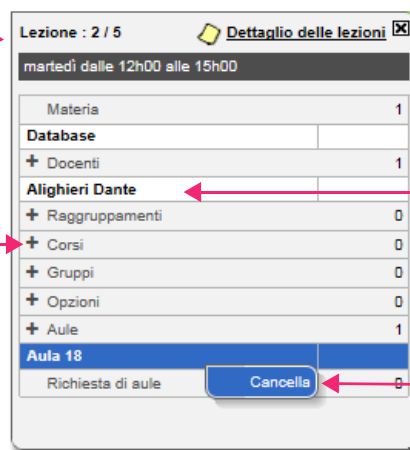 Lezione : 2 / 5 Dettaglio delle lezioni
martedì dalle 12h00 alle 15h00
Materia 1
Database
+ Docenti 1
Alighieri Dante
+ Raggruppamenti 0
+ Corsi 0
+ Gruppi 0
+ Opzioni 0
+ Aule 1
Aula 18
Richiesta di aule Cancella 0